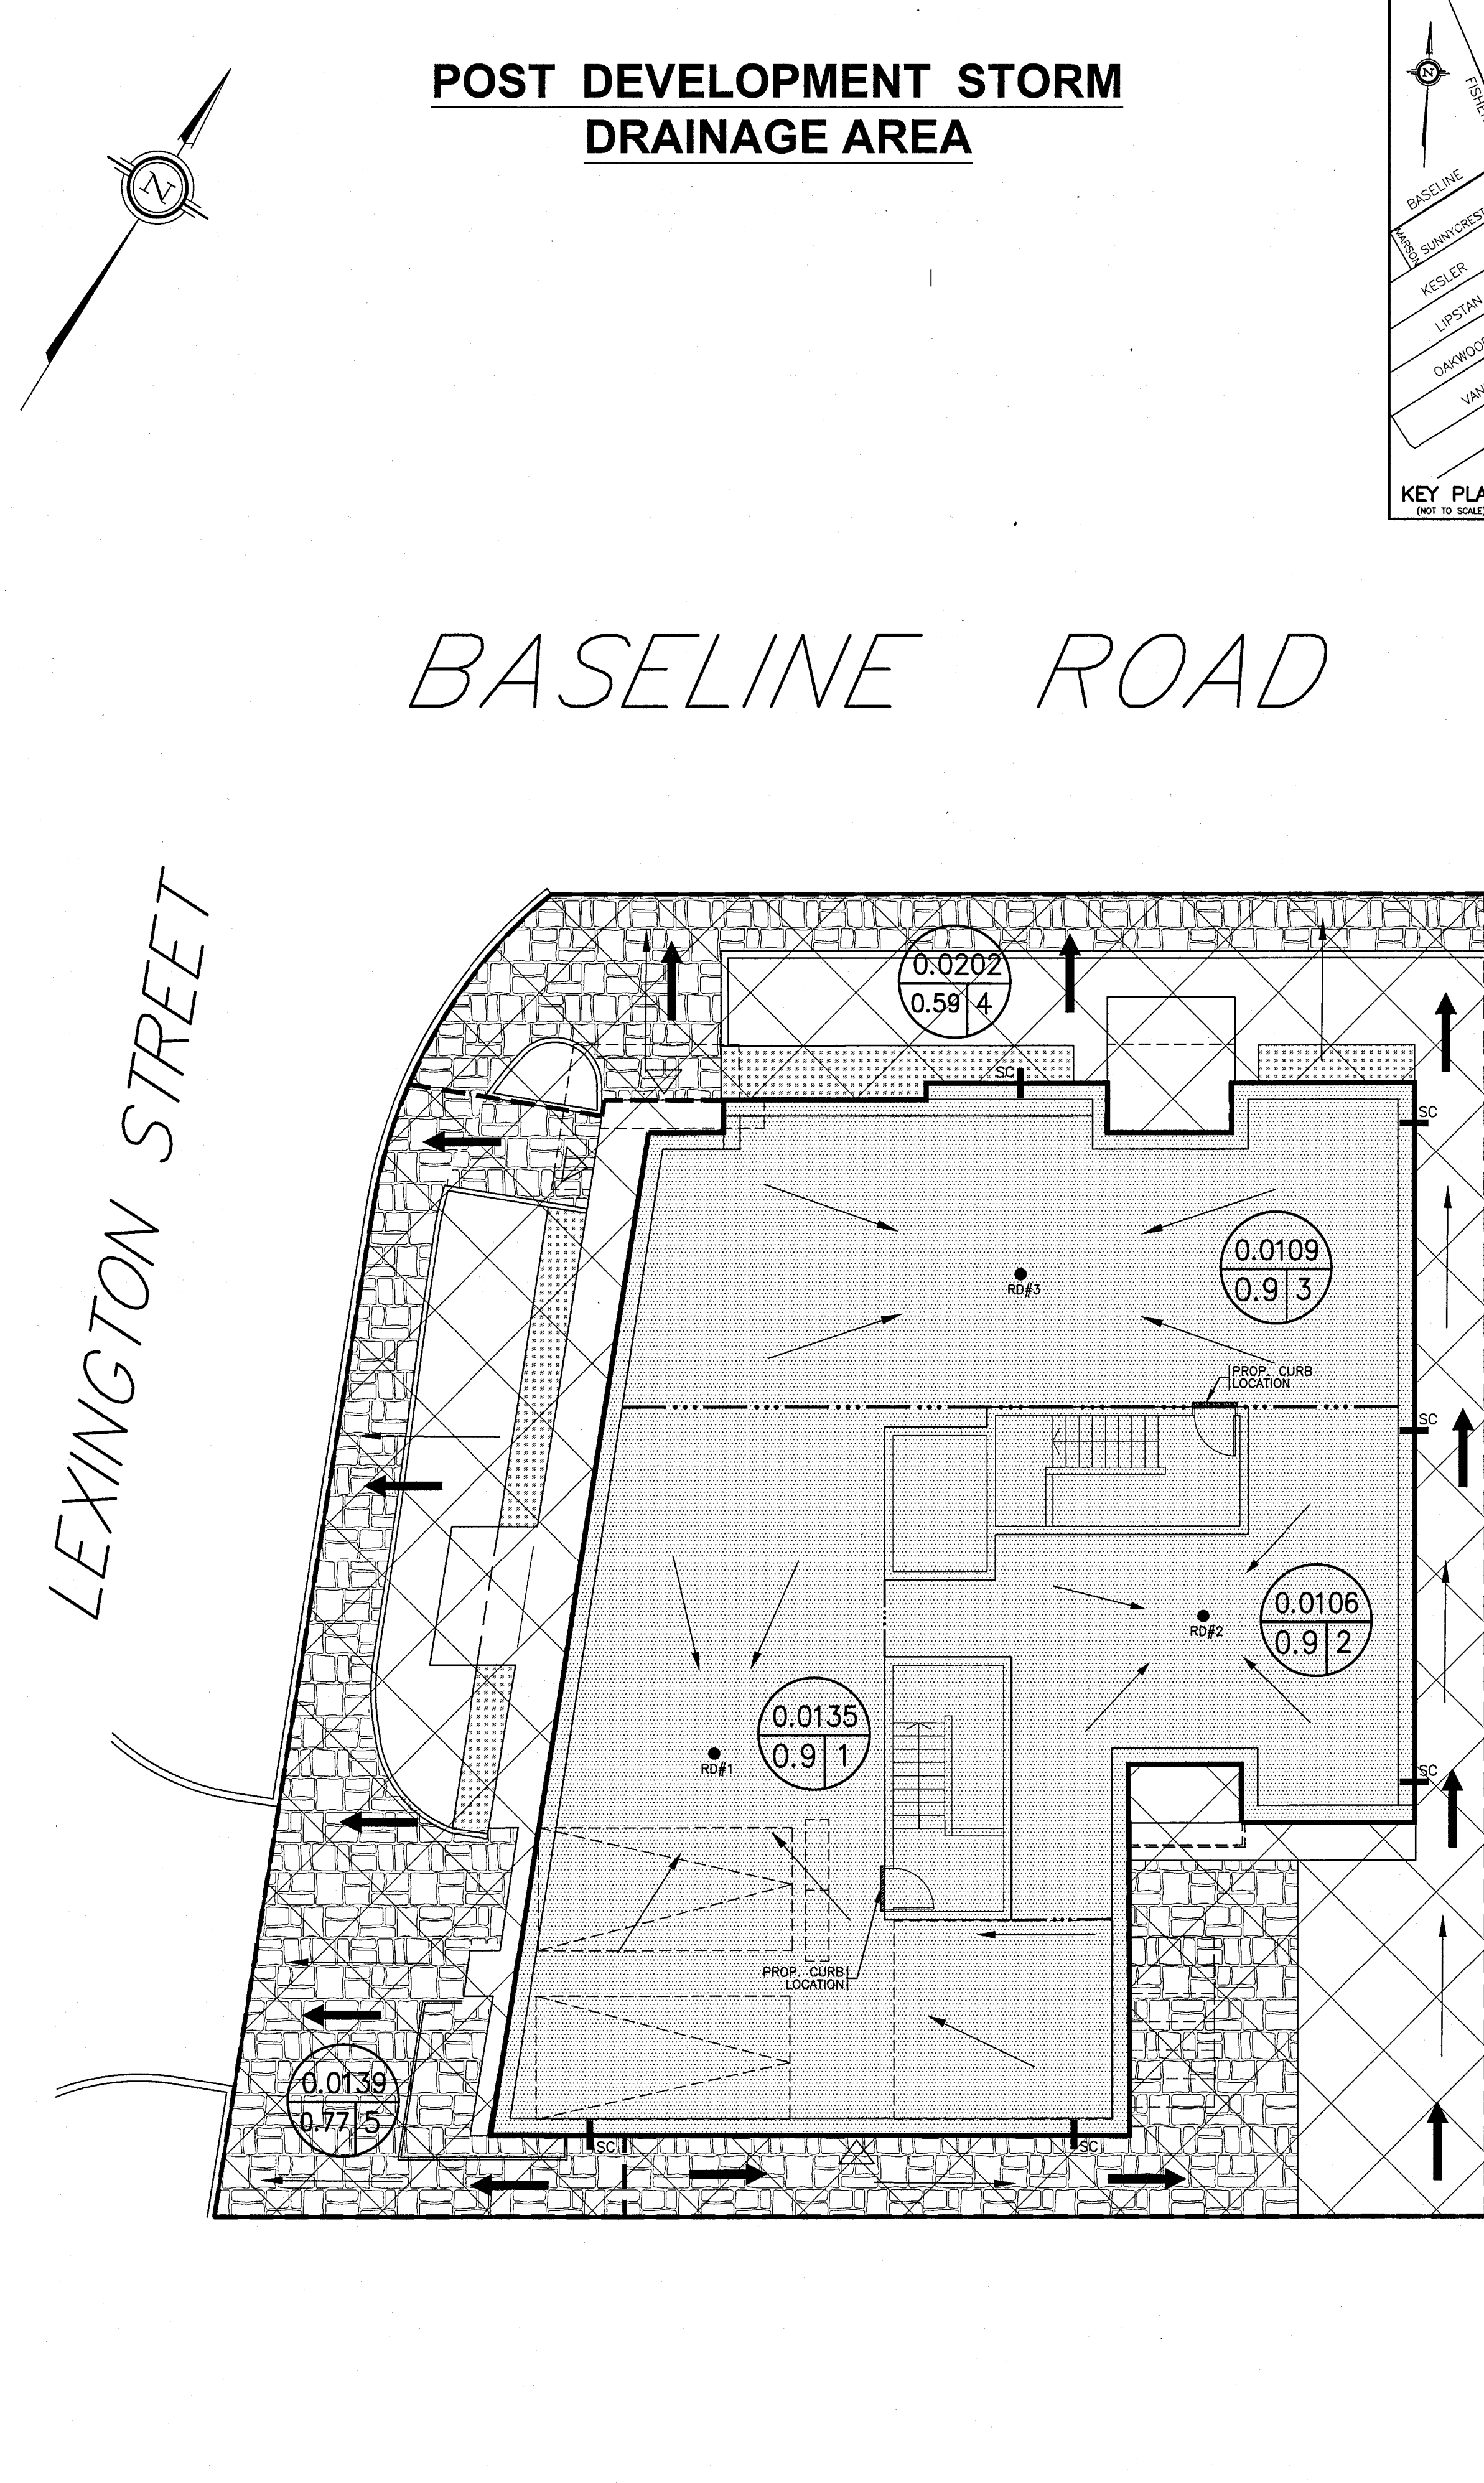 POST DEVELOPMENT STORM
DRAINAGE AREA
N
N
BASELINE
MARSON
SUNNYCREST
KESLER
LIPSTAN
KEY PLA
(NOT TO SCALE)
BASELINE ROAD
LEXINGTON STREET
0.0202
0.59 4
SC
SC
0.0109
0.9 3
RD#3
PROP. CURB
LOCATION
SC
0.0106
0.9 2
RD#2
0.0135
0.9 1
RD#1
SC
PROP. CURB
LOCATION
0.0139
0.77 5
SC
SC